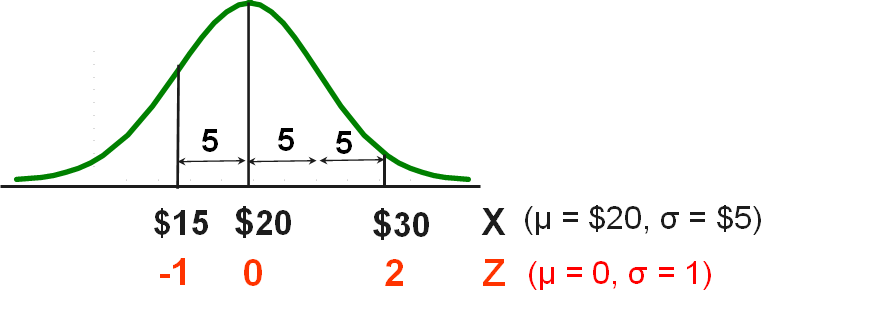 5 5 5
$15 $20 $30 X (μ = $20, σ = $5)
-1 0 2 Z (μ = 0, σ = 1)